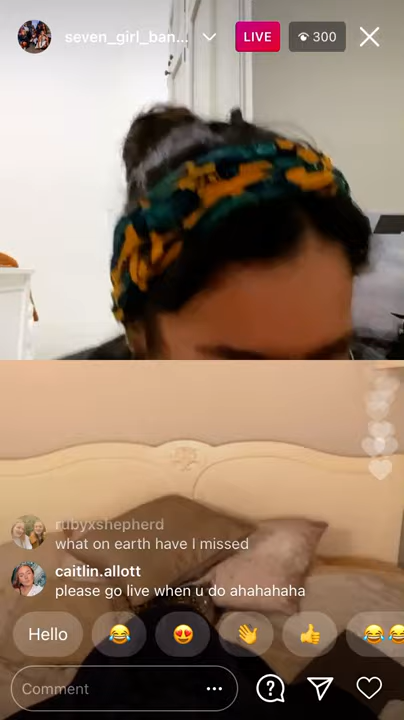 seven_girl_ban...
LIVE
300
rubyxshepherd
what on earth have I missed
caitlin.allott
please go live when u do ahahahaha
Hello
Comment